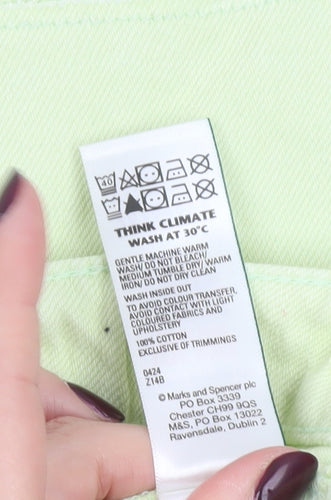 40
THINK CLIMATE
WASH AT 30°C
GENTLE MACHINE WARM
WASH/ DO NOT BLEACH/
MEDIUM TUMBLE DRY/ WARM
IRON/ DO NOT DRY CLEAN
WASH INSIDE OUT
TO AVOID COLOUR TRANSFER,
AVOID CONTACT WITH LIGHT
COLOURED FABRICS AND
UPHOLSTERY
100% COTTON
EXCLUSIVE OF TRIMMINGS
0424
Z14B
© Marks and Spencer plc
PO Box 3339
Chester CH99 9QS
M&S, PO Box 13022
Ravensdale, Dublin 2